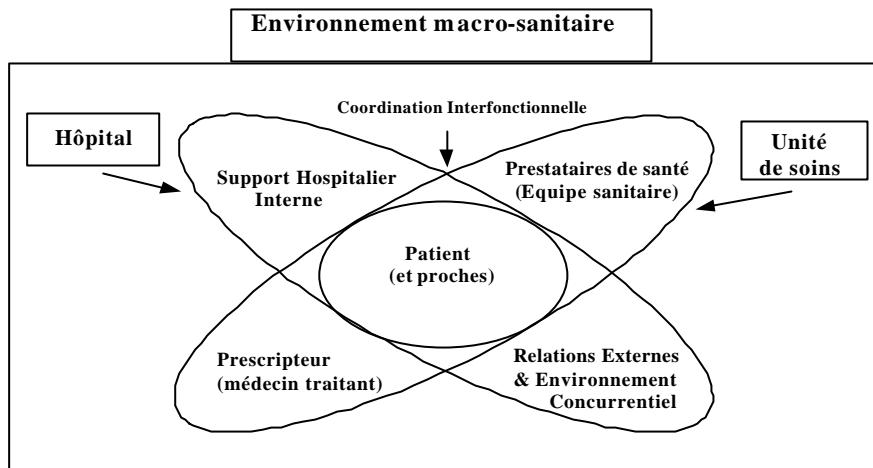 Environnement macro-sanitaire
Coordination Interfonctionnelle
Hôpital
Unité
de soins
Support Hospitalier
Interne
Prestataires de santé
(Equipe sanitaire)
Patient
(et proches)
Prescripteur
(médecin traitant)
Relations Externes
& Environnement
Concurrentiel